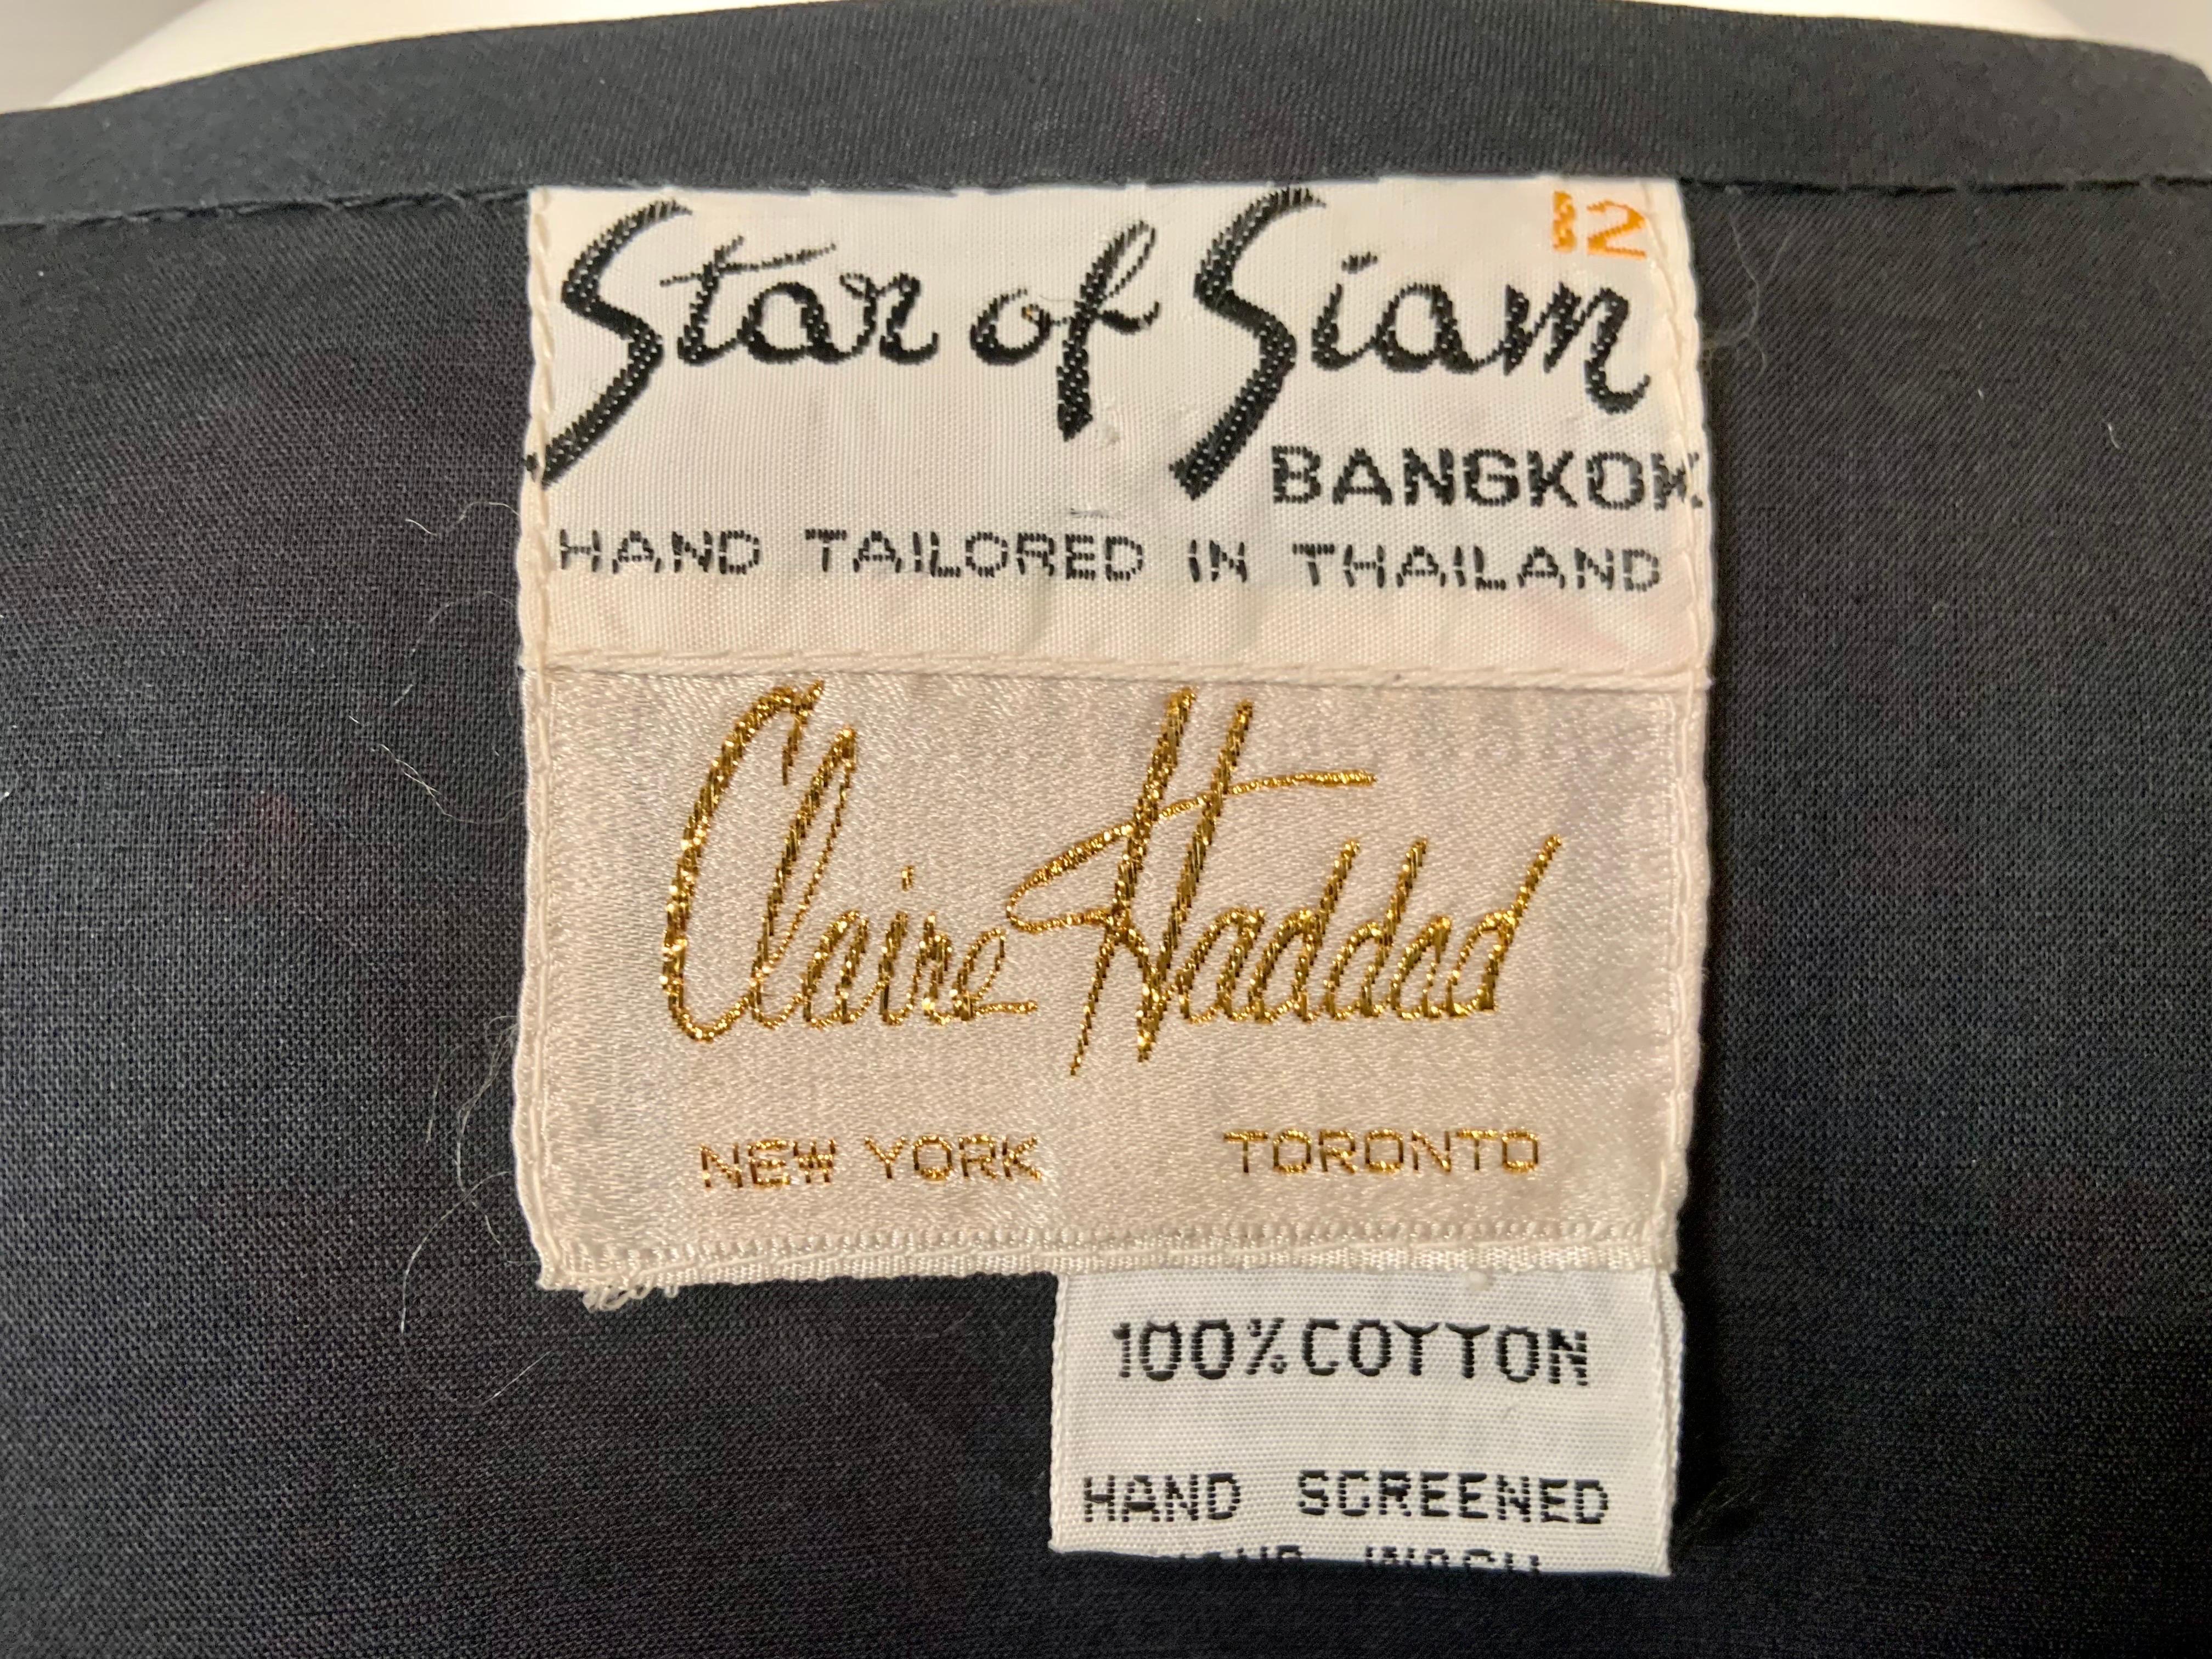 12
Star of Siam
BANGKOK
HAND TAILORED IN THAILAND
Claire Haddad
NEW YORK TORONTO
100% COTTON
HAND SCREENED